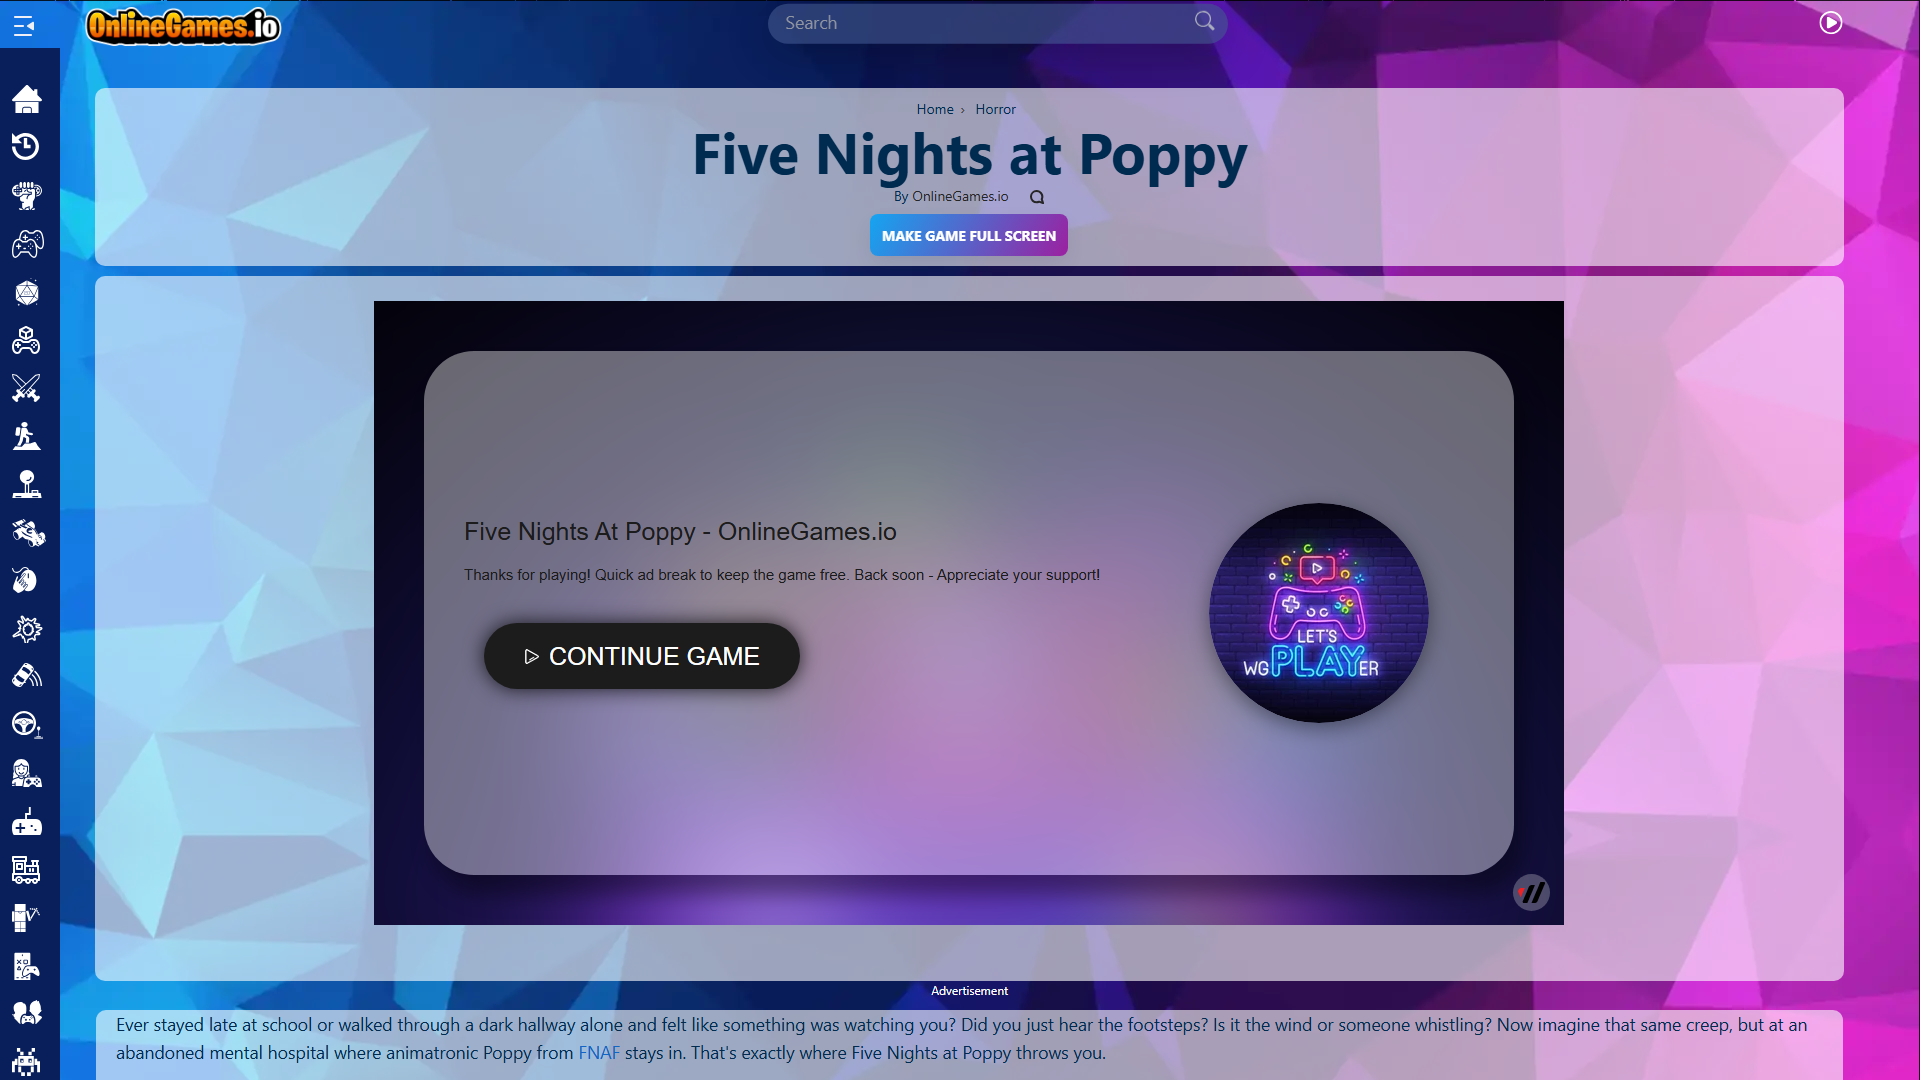 OnlineGames.io
Search
Home › Horror
Five Nights at Poppy
By OnlineGames.io
MAKE GAME FULL SCREEN
Five Nights At Poppy - OnlineGames.io
Thanks for playing! Quick ad break to keep the game free. Back soon - Appreciate your support!
CONTINUE GAME
LET'S
WGPLAYER
Advertisement
Ever stayed late at school or walked through a dark hallway alone and felt like something was watching you? Did you just hear the footsteps? Is it the wind or someone whistling? Now imagine that same creep, but at an
abandoned mental hospital where animatronic Poppy from FNAF stays in. That's exactly where Five Nights at Poppy throws you.